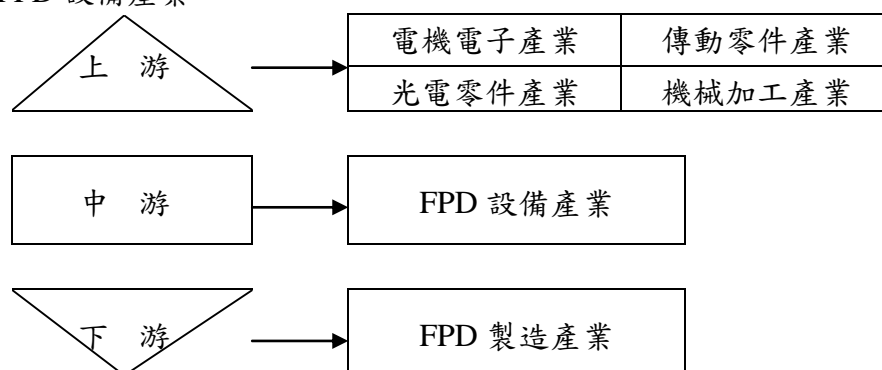 FPD 設備產業
上 游
電機電子產業 傳動零件產業
光電零件產業 機械加工產業
中 游
FPD 設備產業
下 游
FPD 製造產業